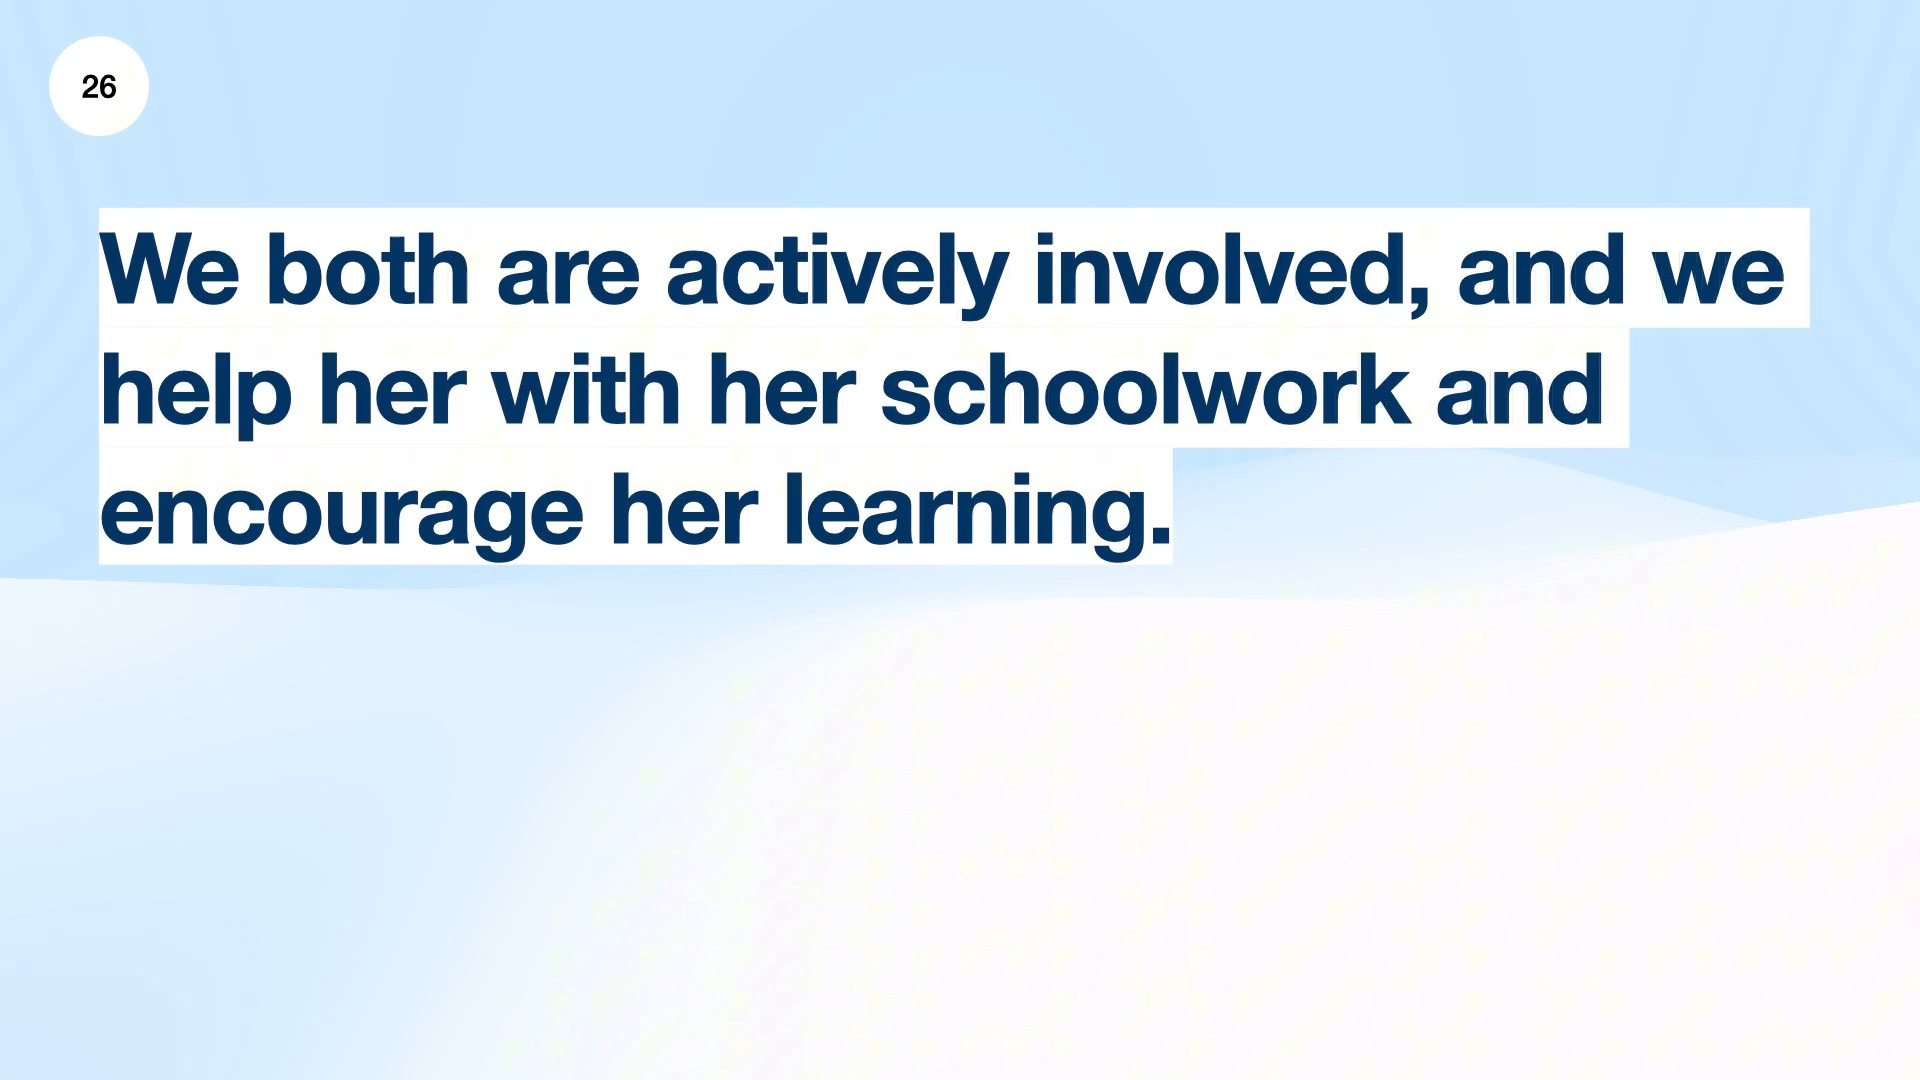 26
We both are actively involved, and we
help her with her schoolwork and
encourage her learning.